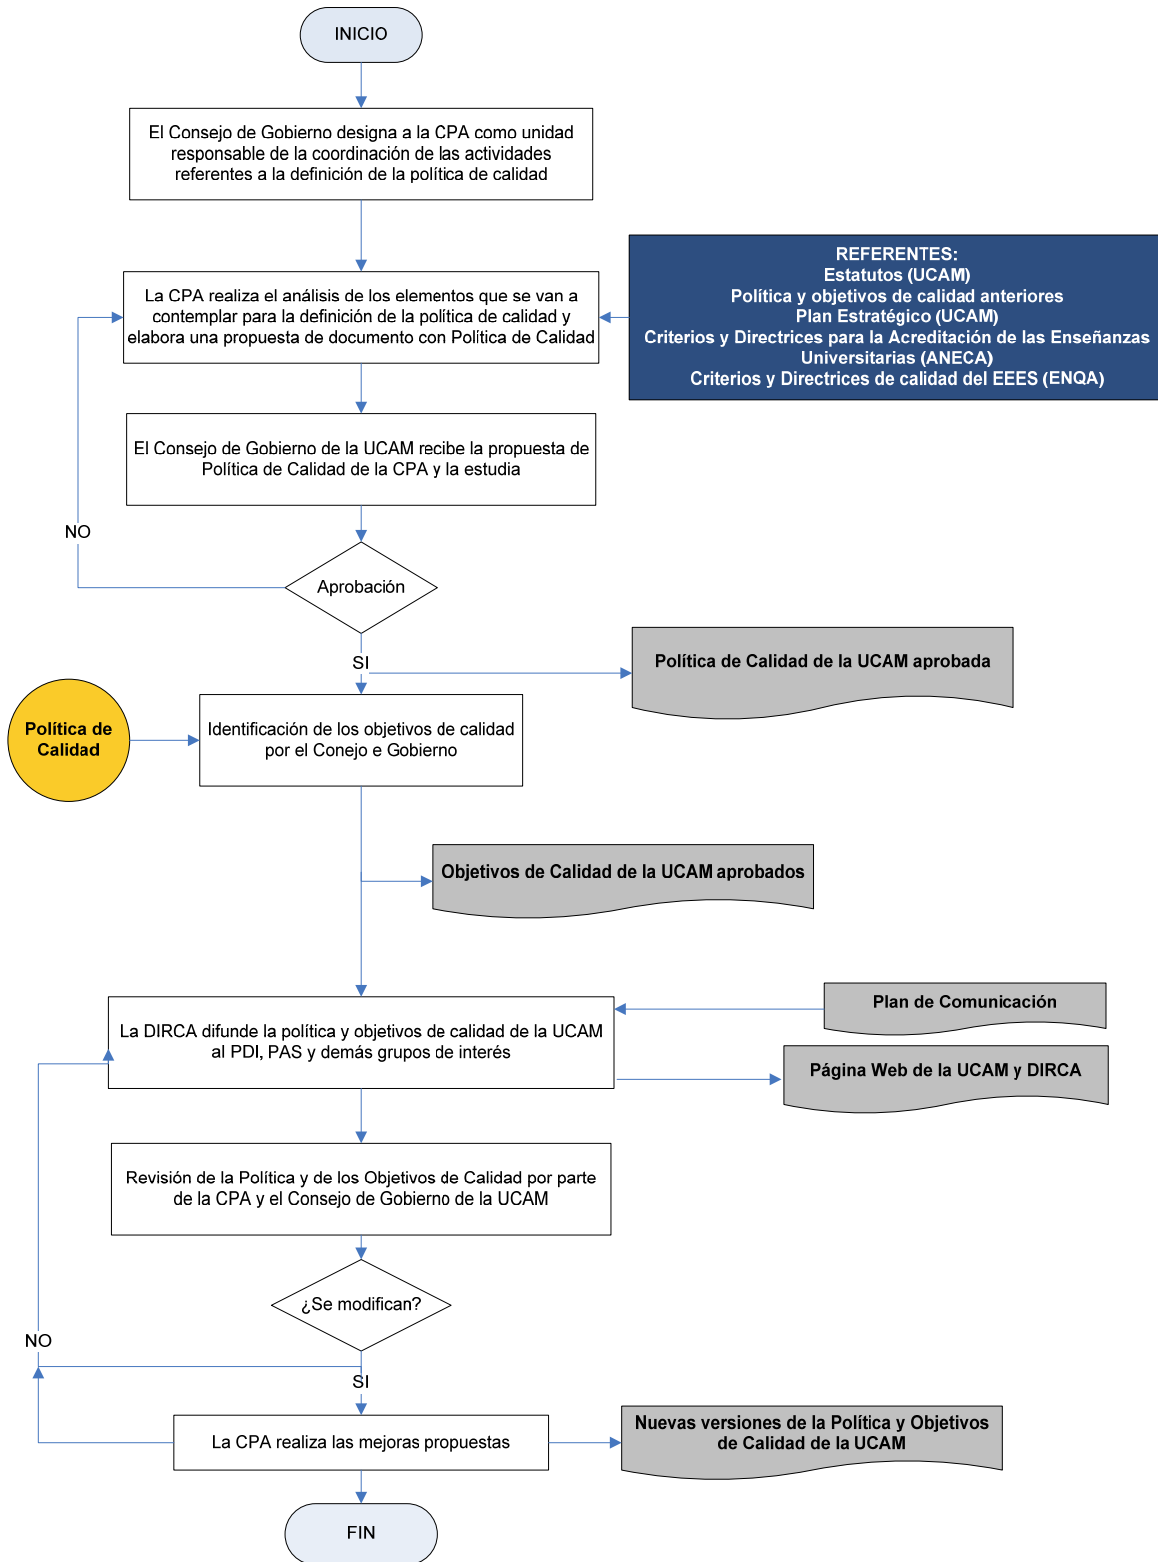 INICIO
El Consejo de Gobierno designa a la CPA como unidad
responsable de la coordinación de las actividades
referentes a la definición de la política de calidad
REFERENTES:
Estatutos (UCAM)
Política y objetivos de calidad anteriores
Plan Estratégico (UCAM)
Criterios y Directrices para la Acreditación de las Enseñanzas
Universitarias (ANECA)
Criterios y Directrices de calidad del EEES (ENQA)
La CPA realiza el análisis de los elementos que se van a
contemplar para la definición de la política de calidad y
elabora una propuesta de documento con Política de Calidad
El Consejo de Gobierno de la UCAM recibe la propuesta de
Política de Calidad de la CPA y la estudia
NO
Aprobación
SI
Política de Calidad de la UCAM aprobada
Política de
Calidad
Identificación de los objetivos de calidad
por el Conejo e Gobierno
Objetivos de Calidad de la UCAM aprobados
Plan de Comunicación
La DIRCA difunde la política y objetivos de calidad de la UCAM
al PDI, PAS y demás grupos de interés
Página Web de la UCAM y DIRCA
Revisión de la Política y de los Objetivos de Calidad por parte
de la CPA y el Consejo de Gobierno de la UCAM
¿Se modifican?
NO
SI
La CPA realiza las mejoras propuestas
Nuevas versiones de la Política y Objetivos
de Calidad de la UCAM
FIN